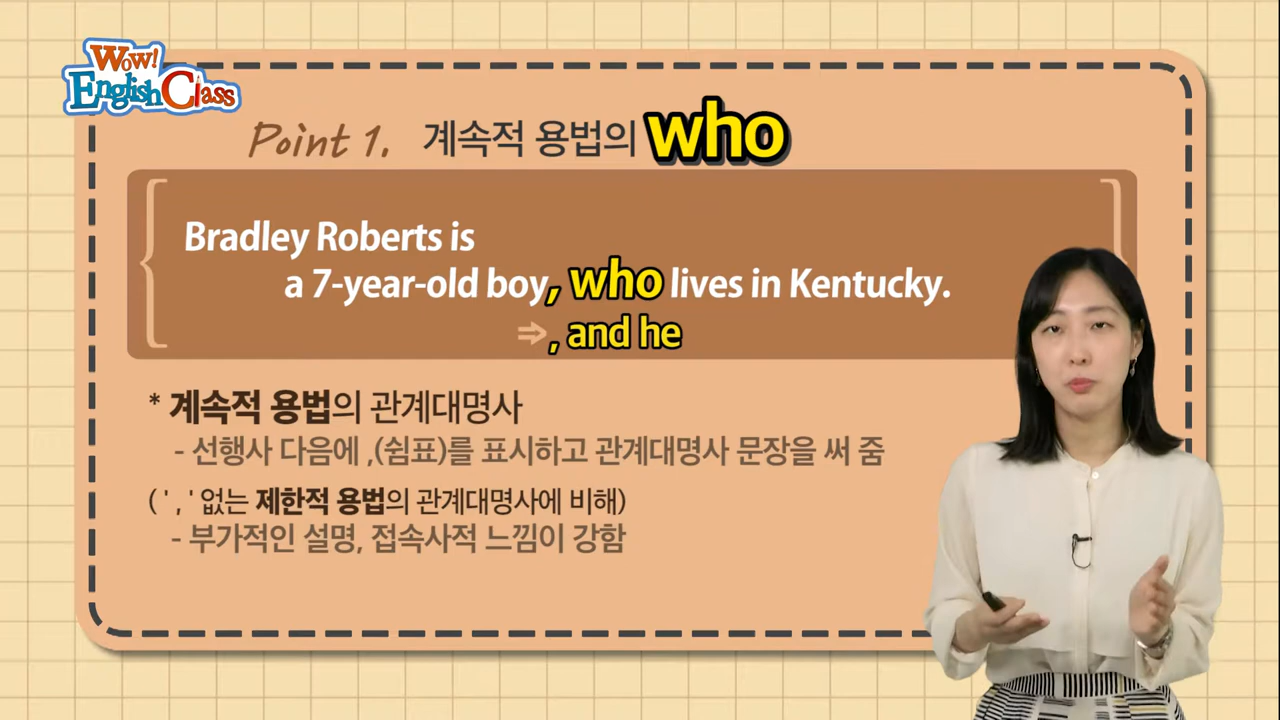 Wow!
English Class
Point 1. 계속적 용법의 who
Bradley Roberts is
a 7-year-old boy, who lives in Kentucky.
⇒, and he
* 계속적 용법의 관계대명사
- 선행사 다음에 ,(쉼표)를 표시하고 관계대명사 문장을 써 줌
( ' , ' 없는 제한적 용법의 관계대명사에 비해)
- 부가적인 설명, 접속사적 느낌이 강함